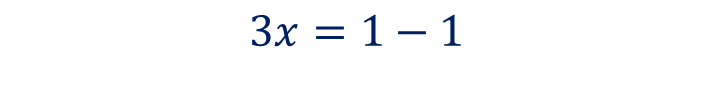 3x = 1 − 1